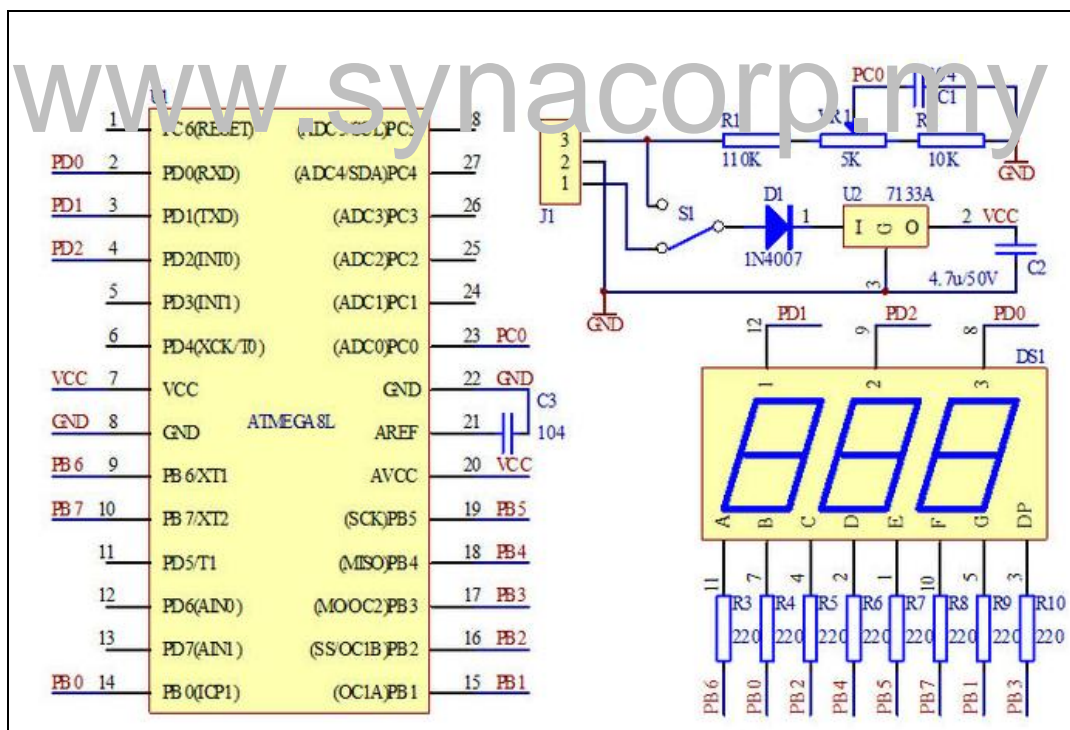 www.synacorp.my
U1
ATMEGA8L
1 PC6(RESET)
PD0 2 PD0(RXD)
PD1 3 PD1(TXD)
PD2 4 PD2(INT0)
5 PD3(INT1)
6 PD4(XCK/T0)
VCC 7 VCC
GND 8 GND
PB6 9 PB6/XT1
PB7 10 PB7/XT2
11 PD5/T1
12 PD6(AIN0)
13 PD7(AIN1)
PB0 14 PB0(ICP1)
(ADC4/SDA)PC4 27
(ADC3)PC3 26
(ADC2)PC2 25
(ADC1)PC1 24
(ADC0)PC0 23 PC0
GND 22 GND
AREF 21
AVCC 20 VCC
(SCK)PB5 19 PB5
(MISO)PB4 18 PB4
(MO/OC2)PB3 17 PB3
(SS/OC1B)PB2 16 PB2
(OC1A)PB1 15 PB1
C3
104
3
2
1
J1
R1
110K
VR1
5K
R
10K
PC0
C1
GND
S1
D1
1N4007
1
U2 7133A
I G O
2 VCC
3
4.7u/50V
C2
GND
PD1 PD2 PD0
12 9 8
DS1
1 2 3
A B C D E F G DP
11 7 4 2 1 10 5 3
R3 R4 R5 R6 R7 R8 R9 R10
220 220 220 220 220 220 220 220
PB6 PB0 PB2 PB4 PB5 PB7 PB1 PB3